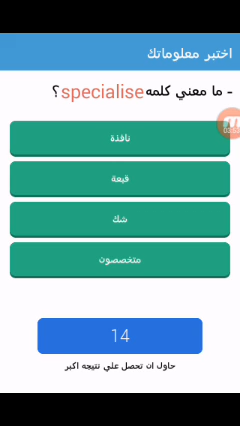 اختبر معلوماتك
- ما معني كلمه specialise ؟
نافذة
قبعة
شك
متخصصون
14
حاول ان تحصل علي نتيجه اكبر